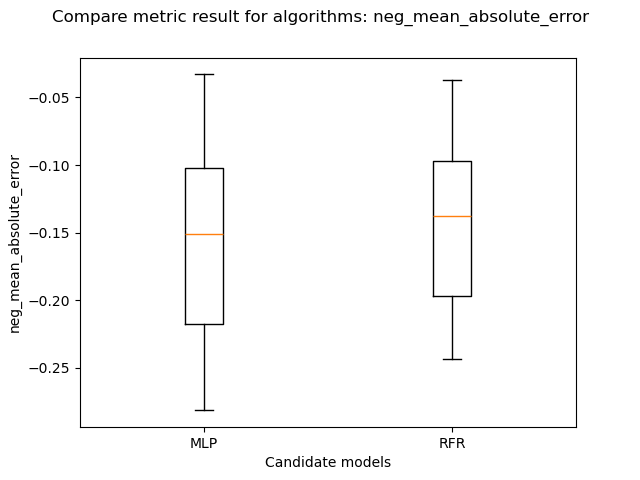 Compare metric result for algorithms: neg_mean_absolute_error
−0.05
−0.10
−0.15
−0.20
−0.25
neg_mean_absolute_error
MLP
RFR
Candidate models